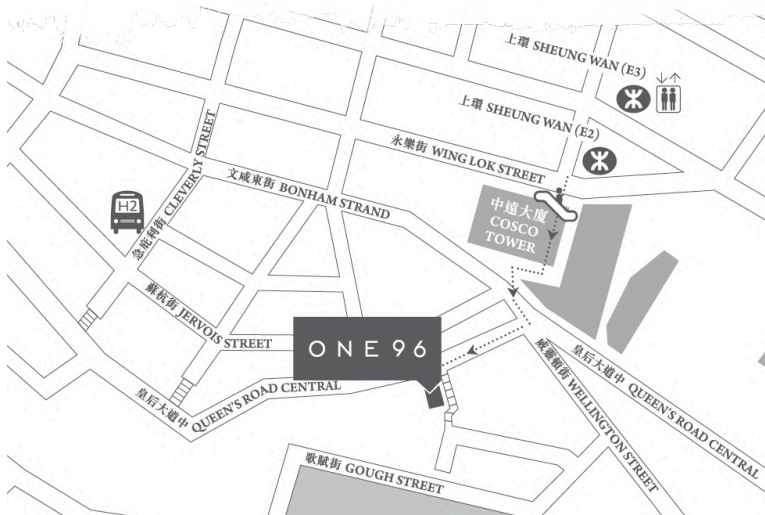 上環 SHEUNG WAN (E3)
上環 SHEUNG WAN (E2)
永樂街 WING LOK STREET
急庇利街 CLEVERLY STREET
文咸東街 BONHAM STRAND
H2
中遠大廈
COSCO
TOWER
蘇杭街 JERVOIS STREET
ONE96
皇后大道中 QUEEN'S ROAD CENTRAL
威靈頓街 WELLINGTON STREET
皇后大道中 QUEEN'S ROAD CENTRAL
歌賦街 GOUGH STREET